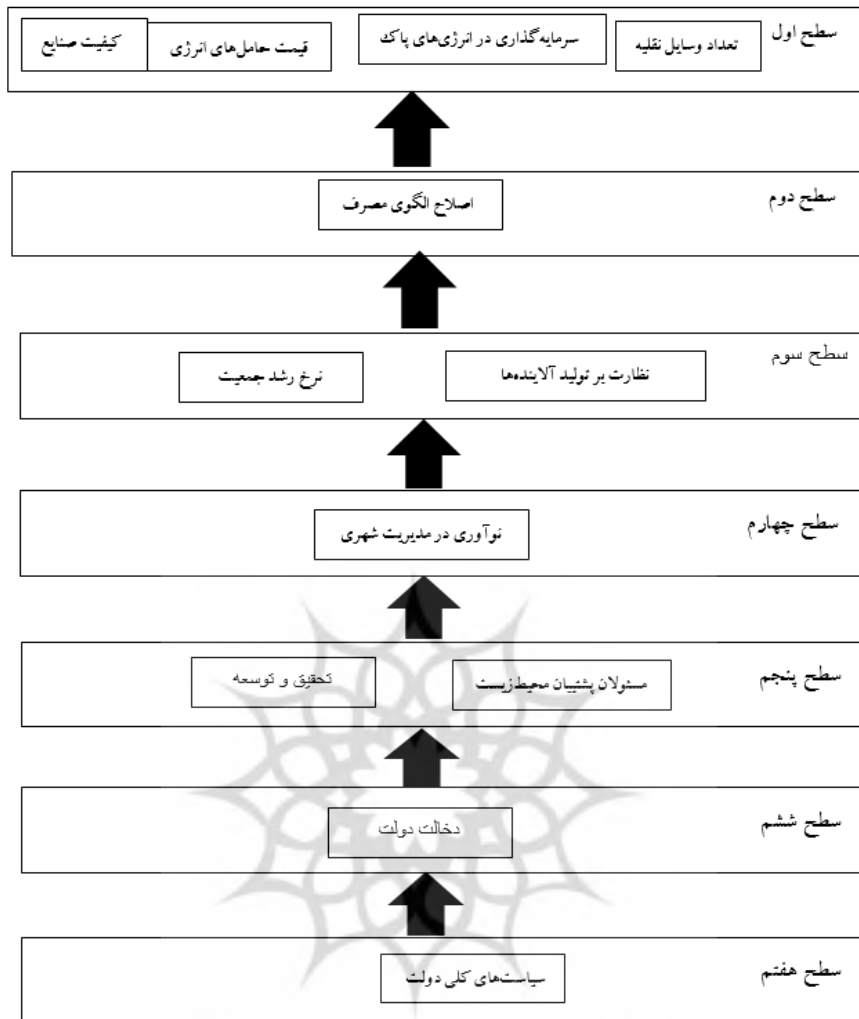 سطح اول
تعداد وسایل نقلیه
سرمایه‌گذاری در انرژی‌های پاک
قیمت حامل‌های انرژی
کیفیت صنایع
سطح دوم
اصلاح الگوی مصرف
سطح سوم
نظارت بر تولید آلاینده‌ها
نرخ رشد جمعیت
سطح چهارم
نوآوری در مدیریت شهری
سطح پنجم
مسئولان پشتیبان محیط‌زیست
تحقیق و توسعه
سطح ششم
دخالت دولت
سطح هفتم
سیاست‌های کلی دولت